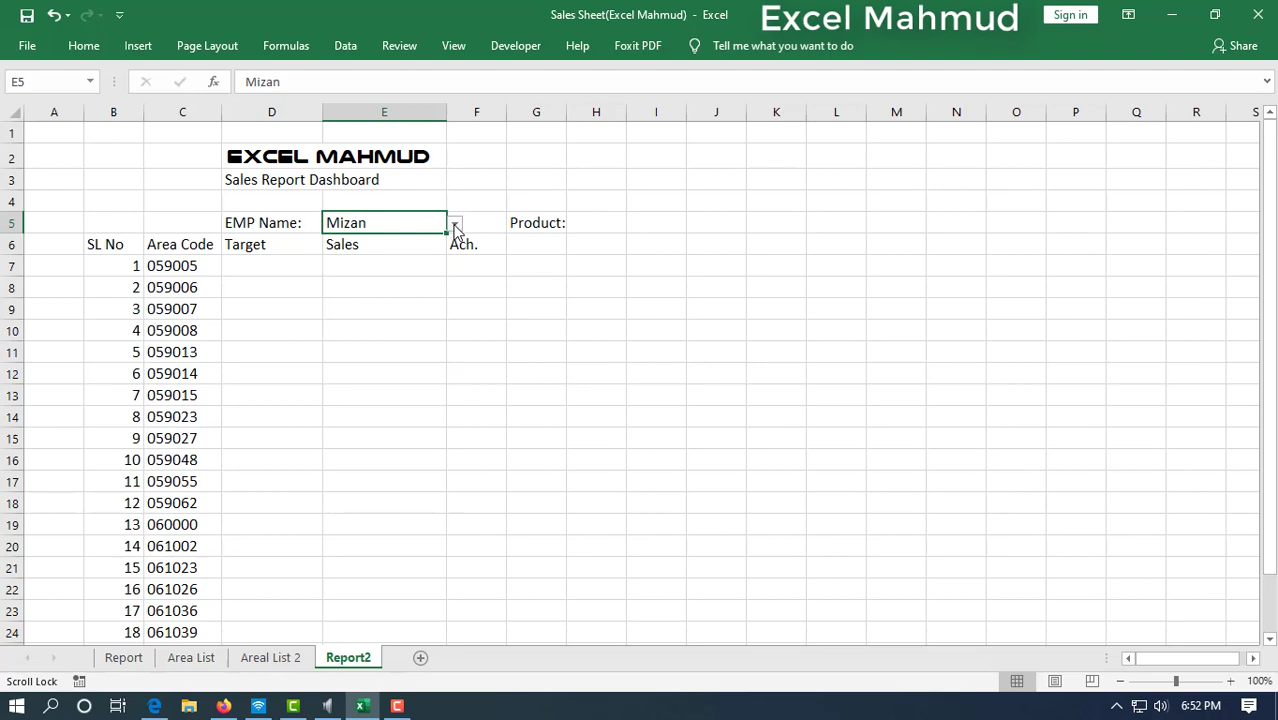 Sales Sheet(Excel Mahmud) - Excel
Excel Mahmud
Sign in
File Home Insert Page Layout Formulas Data Review View Developer Help Foxit PDF Tell me what you want to do Share
E5 fx Mizan
A B C D E F G H I J K L M N O P Q R S
1
2 EXCEL MAHMUD
3 Sales Report Dashboard
4
5 EMP Name: Mizan Product:
6 SL No Area Code Target Sales Ach.
7 1 059005
8 2 059006
9 3 059007
10 4 059008
11 5 059013
12 6 059014
13 7 059015
14 8 059023
15 9 059027
16 10 059048
17 11 059055
18 12 059062
19 13 060000
20 14 061002
21 15 061023
22 16 061026
23 17 061036
24 18 061039
Report Area List Areal List 2 Report2
Scroll Lock 100%
6:52 PM